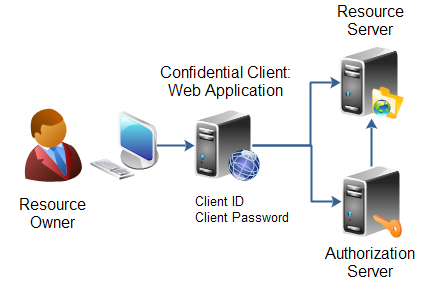 Resource
Server
Confidential Client:
Web Application
Resource
Owner
Client ID
Client Password
Authorization
Server